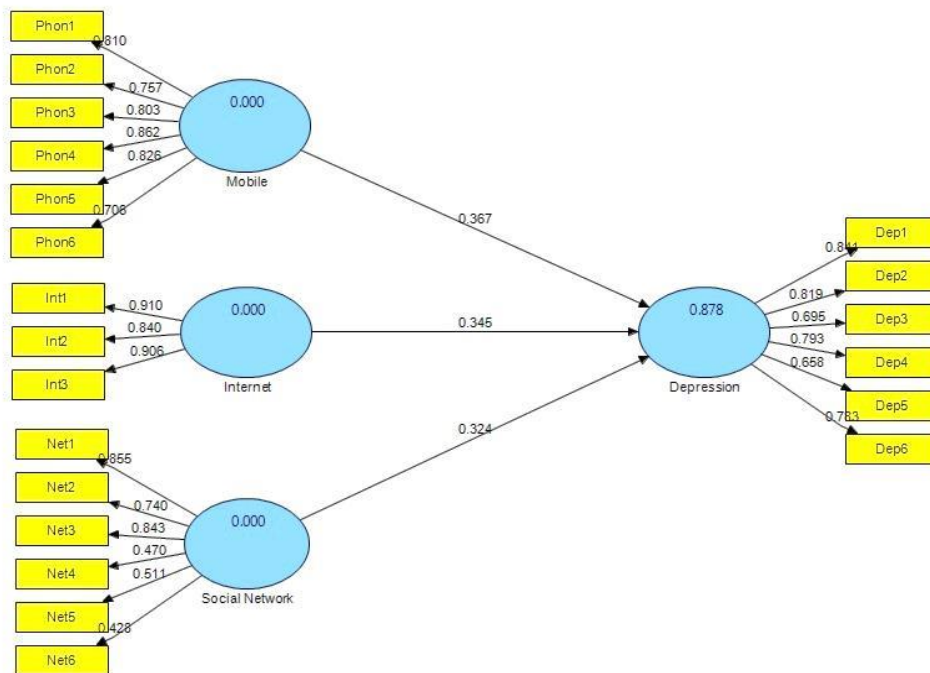 Phon1
0.810
Phon2
0.757
Phon3
0.803
Phon4
0.862
Phon5
0.826
Phon6
0.706
0.000
Mobile
0.367
Int1
0.910
Int2
0.840
Int3
0.906
0.000
Internet
0.345
Net1
0.855
Net2
0.740
Net3
0.843
Net4
0.470
Net5
0.511
Net6
0.428
0.000
Social Network
0.324
0.878
Depression
Dep1
0.841
Dep2
0.819
Dep3
0.695
Dep4
0.793
Dep5
0.658
Dep6
0.783